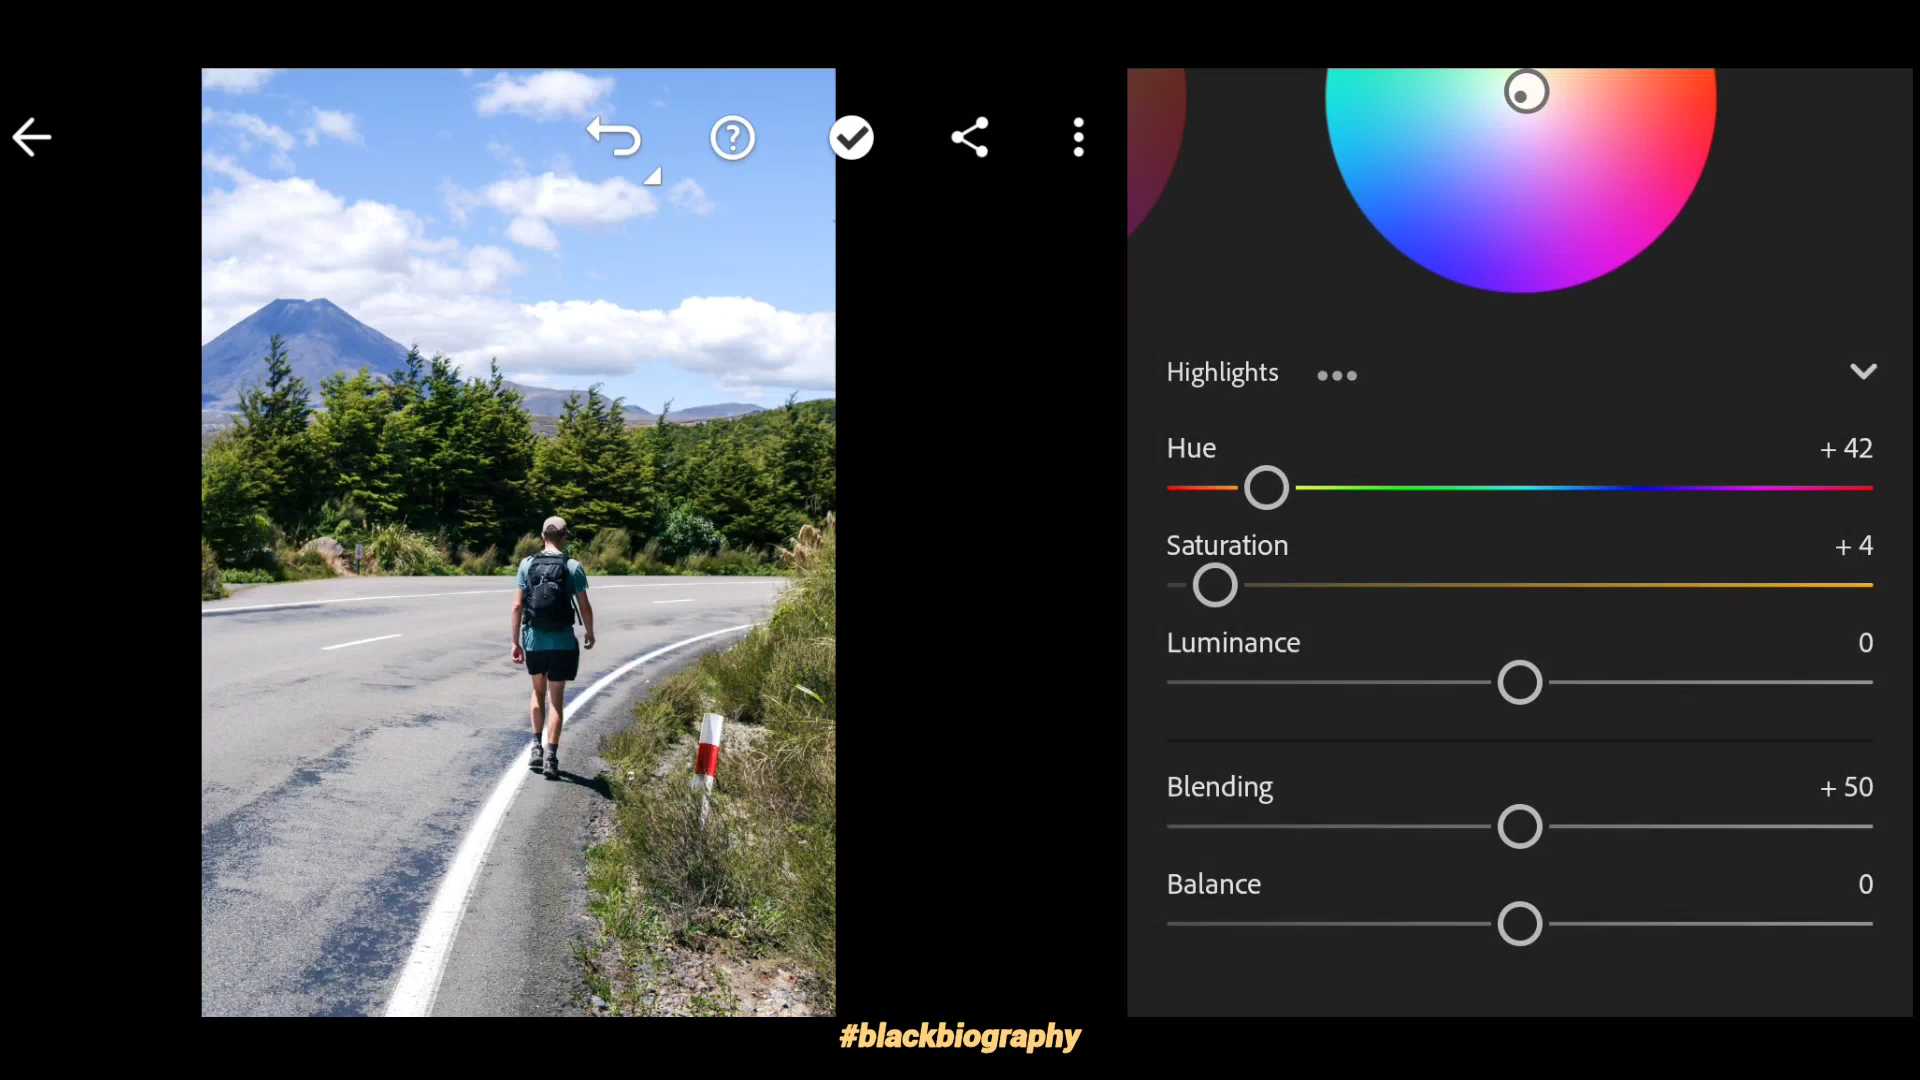 ?
Highlights
Hue + 42
Saturation + 4
Luminance 0
Blending + 50
Balance 0
#blackbiography